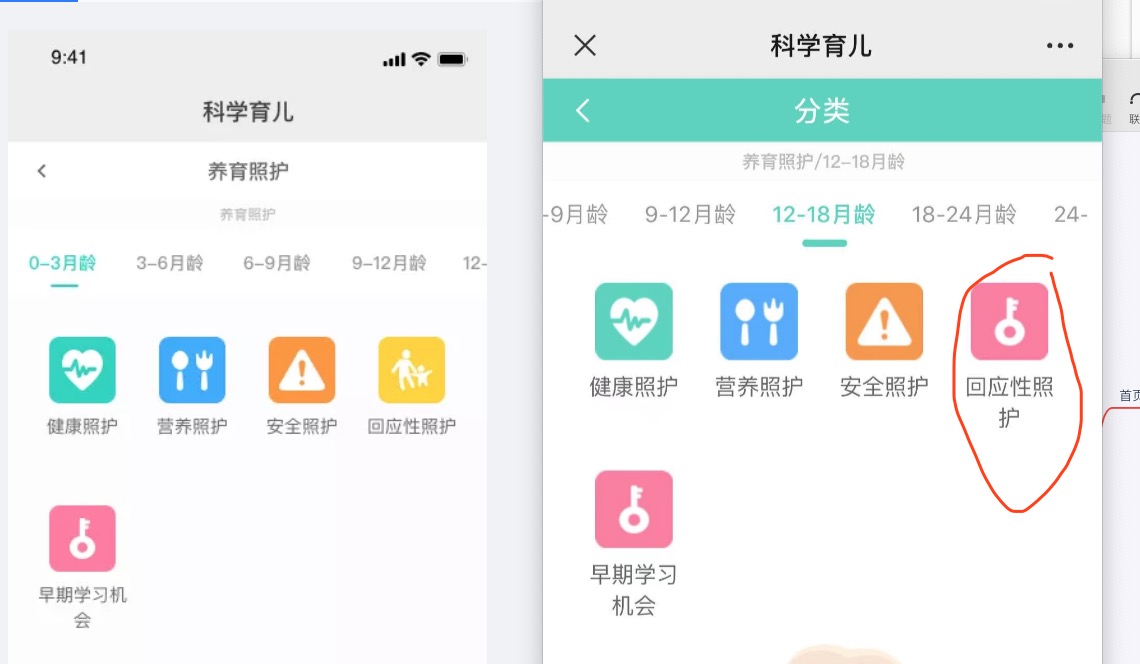 9:41
科学育儿
养育照护
养育照护
0-3月龄 3-6月龄 6-9月龄 9-12月龄 12-
健康照护 营养照护 安全照护 回应性照护
早期学习机
会
科学育儿
分类
养育照护/12-18月龄
-9月龄 9-12月龄 12-18月龄 18-24月龄 24-
健康照护 营养照护 安全照护 回应性照
护
早期学习
机会
题 联
首页